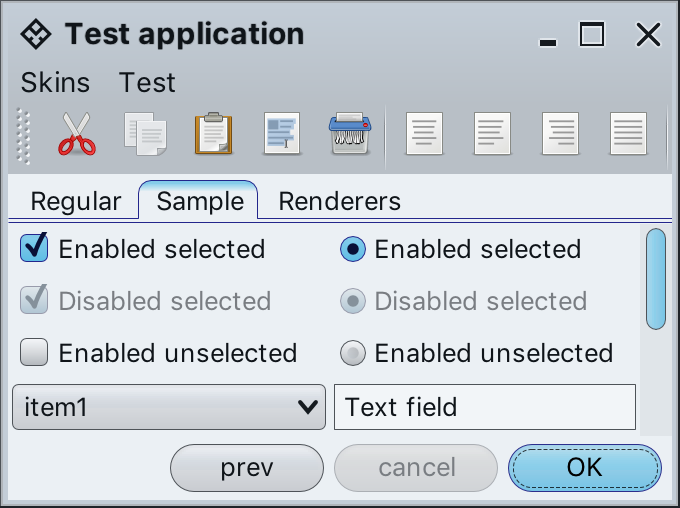 Test application
Skins Test
Regular Sample Renderers
Enabled selected Enabled selected
Disabled selected Disabled selected
Enabled unselected Enabled unselected
item1 Text field
prev cancel OK